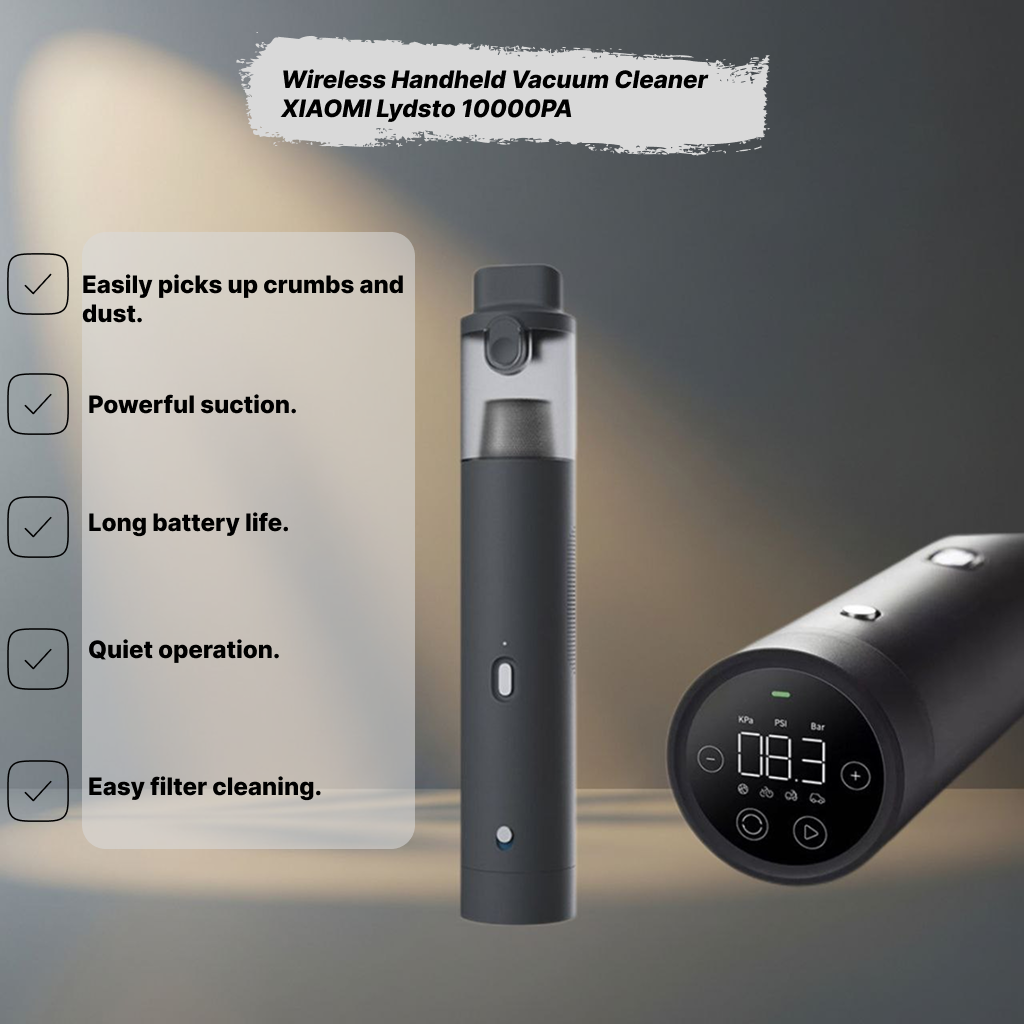 Wireless Handheld Vacuum Cleaner
XIAOMI Lydsto 10000PA
Easily picks up crumbs and
dust.
Powerful suction.
Long battery life.
Quiet operation.
Easy filter cleaning.
KPa PSI Bar
08.3